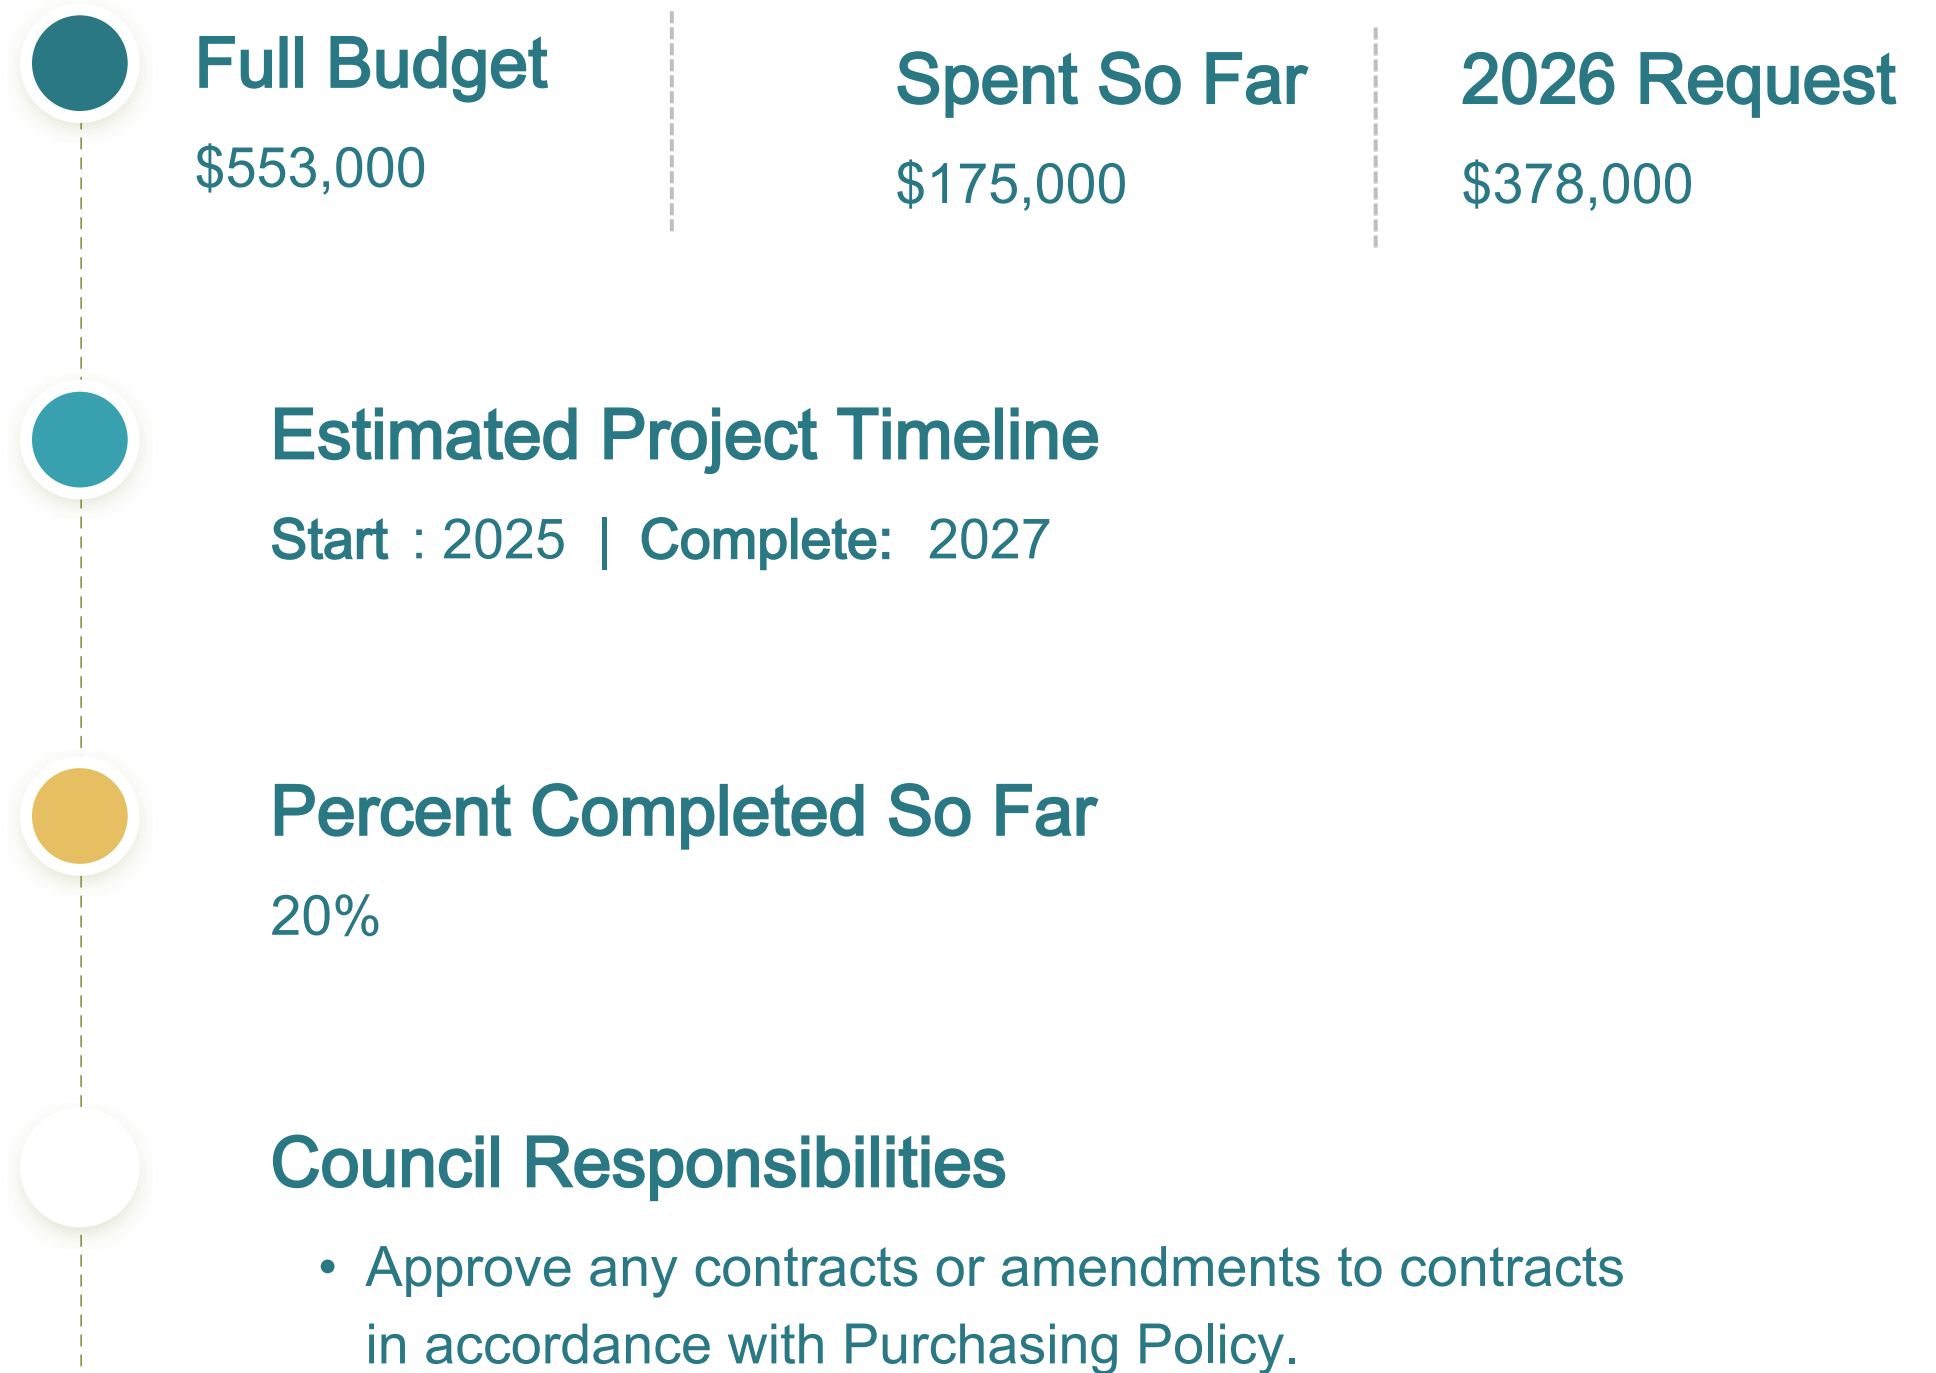 Full Budget
$553,000
Spent So Far
$175,000
2026 Request
$378,000
Estimated Project Timeline
Start : 2025 | Complete: 2027
Percent Completed So Far
20%
Council Responsibilities
• Approve any contracts or amendments to contracts
in accordance with Purchasing Policy.